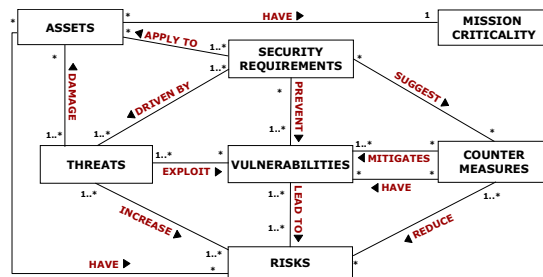 * ASSETS * HAVE 1 MISSION
CRITICALITY
* APPLY TO
1..* SECURITY
REQUIREMENTS *
1..*
* DAMAGE
DRIVEN BY
* PREVENT
SUGGEST
1..* 1..* 1..* *
THREATS 1..* EXPLOIT * VULNERABILITIES 1..* MITIGATES * COUNTER
MEASURES
* HAVE *
1..* INCREASE 1..* LEAD TO 1..* REDUCE
1..* 1..*
HAVE * RISKS *